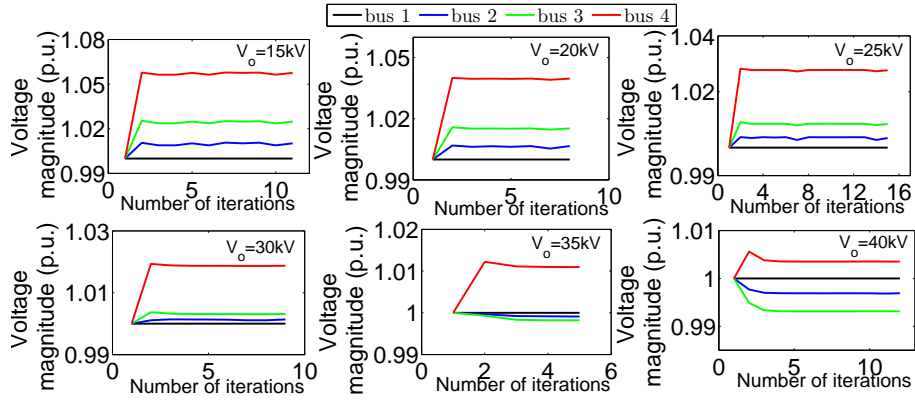 bus 1 bus 2 bus 3 bus 4
Voltage magnitude (p.u.)
1.08
1.05
1.02
0.99
V_o=15kV
0 5 10
Number of iterations
Voltage magnitude (p.u.)
1.05
1.02
0.99
V_o=20kV
0 5 10
Number of iterations
Voltage magnitude (p.u.)
1.04
1.02
0.99
V_o=25kV
0 4 8 12 16
Number of iterations
Voltage magnitude (p.u.)
1.03
1.01
0.99
V_o=30kV
0 5 10
Number of iterations
Voltage magnitude (p.u.)
1.02
1.01
1
0.99
V_o=35kV
0 2 4 6
Number of iterations
Voltage magnitude (p.u.)
1.01
1
0.99
V_o=40kV
0 5 10
Number of iterations